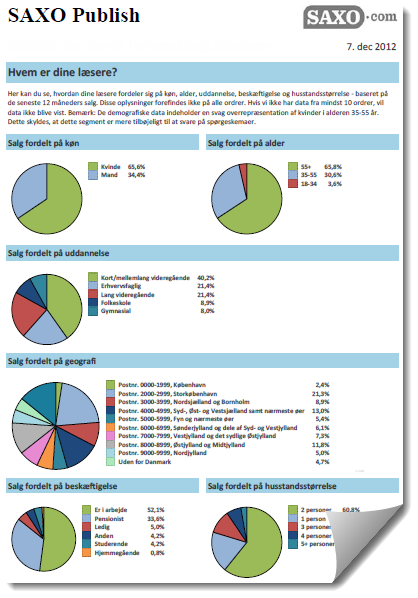 SAXO Publish
SAXO.com
7. dec 2012
Hvem er dine læsere?
Her kan du se, hvordan dine læsere fordeler sig på køn, alder, uddannelse, beskæftigelse og husstandsstørrelse - baseret på
de seneste 12 måneders salg. Disse oplysninger forefindes ikke på alle ordrer. Hvis vi ikke har data fra mindst 10 ordrer, vil
data ikke blive vist. Bemærk: De demografiske data indeholder en svag overrepræsentation af kvinder i alderen 35-55 år.
Dette skyldes, at dette segment er mere tilbøjeligt til at svare på spørgeskemaer.
Salg fordelt på køn
Kvinde 65,6%
Mand 34,4%
Salg fordelt på alder
55+ 65,8%
35-55 30,6%
18-34 3,6%
Salg fordelt på uddannelse
Kort/mellemlang videregående 40,2%
Erhvervsfaglig 21,4%
Lang videregående 21,4%
Folkeskole 8,9%
Gymnasial 8,0%
Salg fordelt på geografi
Postnr. 0000-1999, København 2,4%
Postnr. 2000-2999, Storkøbenhavn 21,3%
Postnr. 3000-3999, Nordsjælland og Bornholm 8,9%
Postnr. 4000-4999, Syd-, Øst- og Vestsjælland samt nærmeste øer 13,0%
Postnr. 5000-5999, Fyn og nærmeste øer 5,4%
Postnr. 6000-6999, Sønderjylland og dele af Syd- og Vestjylland 6,1%
Postnr. 7000-7999, Vestjylland og det sydlige Østjylland 7,3%
Postnr. 8000-8999, Østjylland og Midtjylland 11,8%
Postnr. 9000-9999, Nordjylland 5,0%
Uden for Danmark 4,7%
Salg fordelt på beskæftigelse
Er i arbejde 52,1%
Pensionist 33,6%
Ledig 5,0%
Anden 4,2%
Studerende 4,2%
Hjemmegående 0,8%
Salg fordelt på husstandsstørrelse
2 personer 60,8%
1 person
3 personer
4 personer
5+ personer